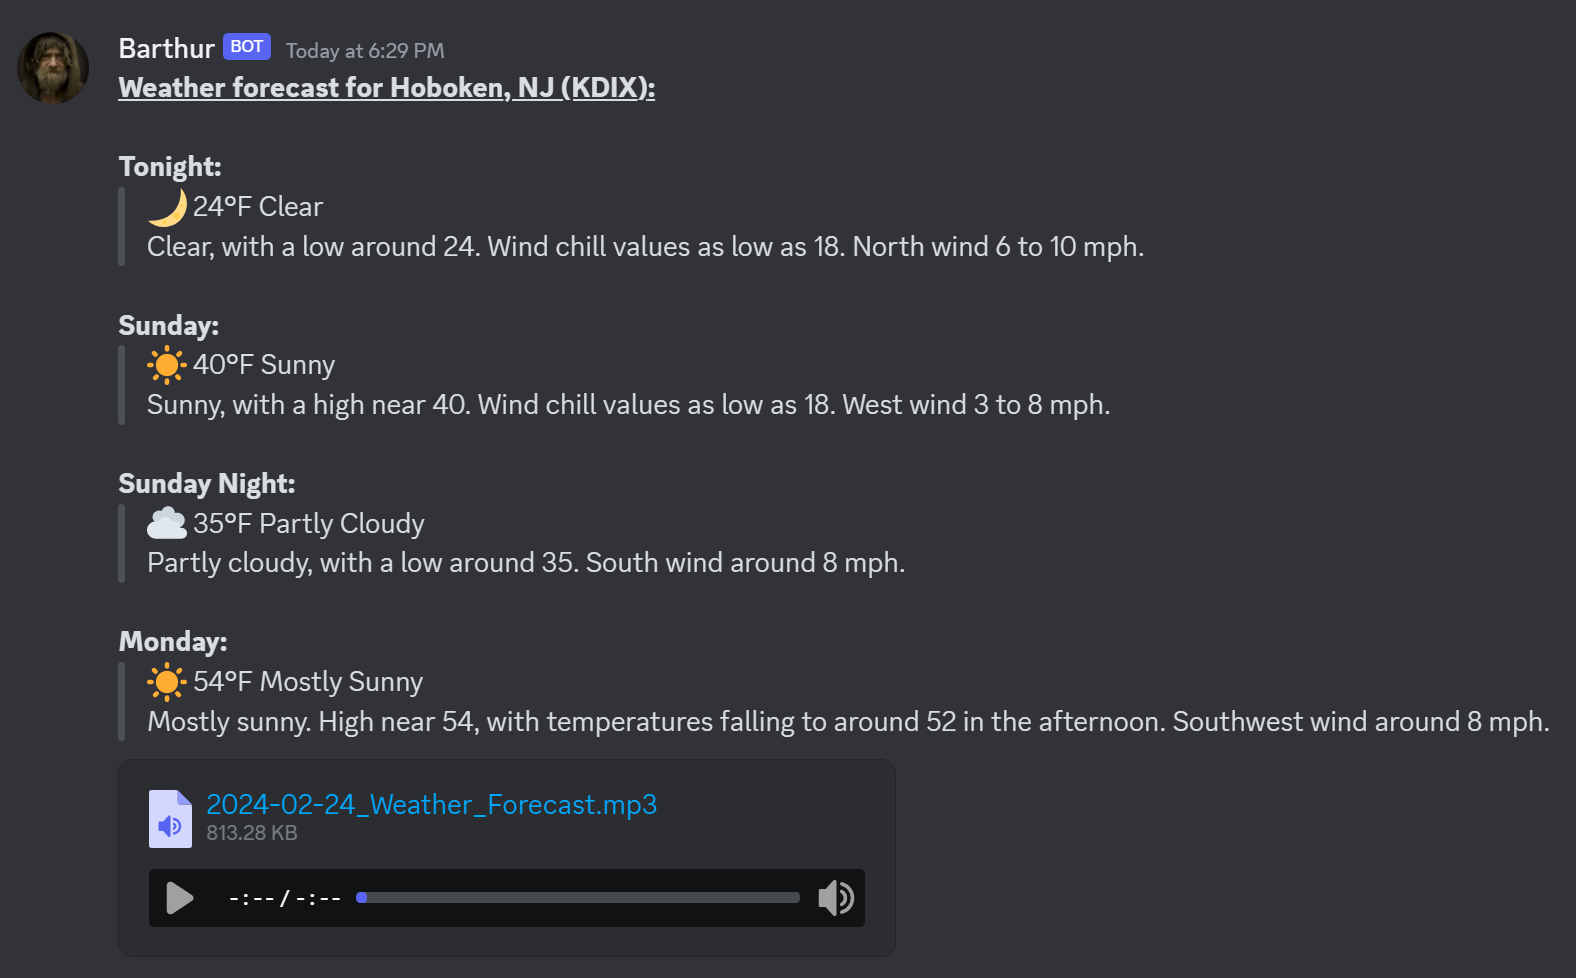 Barthur BOT Today at 6:29 PM
Weather forecast for Hoboken, NJ (KDIX):
Tonight:
24°F Clear
Clear, with a low around 24. Wind chill values as low as 18. North wind 6 to 10 mph.
Sunday:
40°F Sunny
Sunny, with a high near 40. Wind chill values as low as 18. West wind 3 to 8 mph.
Sunday Night:
35°F Partly Cloudy
Partly cloudy, with a low around 35. South wind around 8 mph.
Monday:
54°F Mostly Sunny
Mostly sunny. High near 54, with temperatures falling to around 52 in the afternoon. Southwest wind around 8 mph.
2024-02-24_Weather_Forecast.mp3
813.28 KB
-:-- / -:--